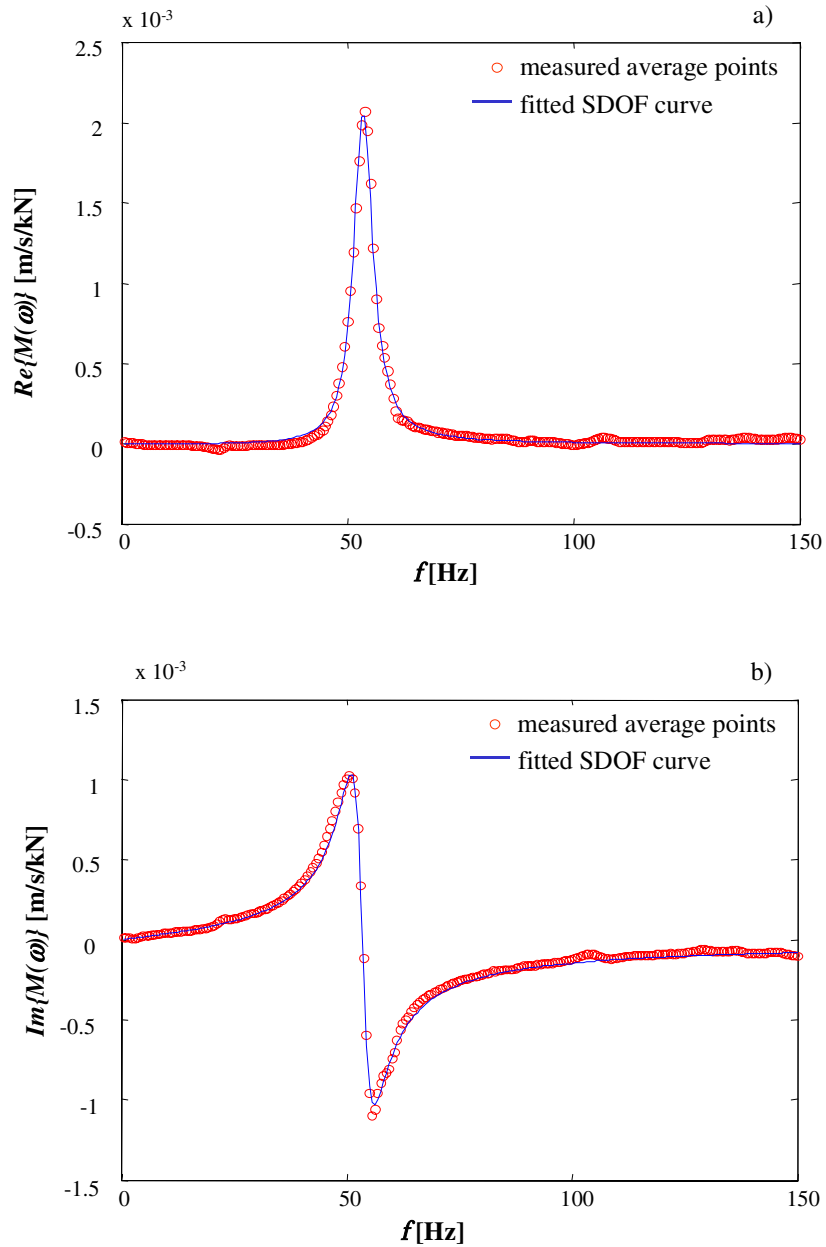 x 10-3
a)
2.5
2
1.5
1
0.5
0
-0.5
measured average points
fitted SDOF curve
Re{M(ω)} [m/s/kN]
0
50
100
150
f[Hz]
x 10-3
b)
1.5
1
0.5
0
-0.5
-1
-1.5
measured average points
fitted SDOF curve
Im{M(ω)} [m/s/kN]
0
50
100
150
f[Hz]